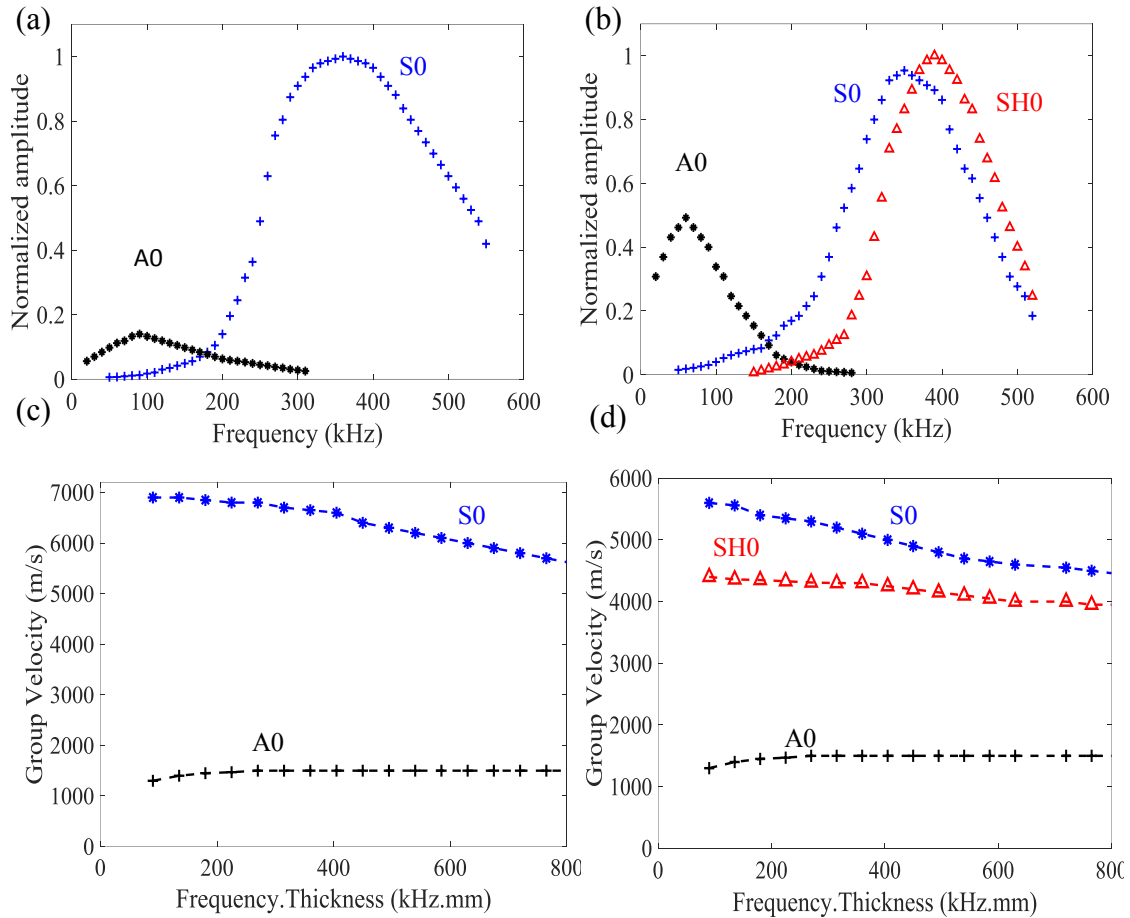 (a)
Normalized amplitude
1
0.8
0.6
0.4
0.2
0
S0
A0
0 100 200 300 400 500 600
Frequency (kHz)
(b)
Normalized amplitude
1
0.8
0.6
0.4
0.2
0
S0
SH0
A0
0 100 200 300 400 500 600
Frequency (kHz)
(c)
Group Velocity (m/s)
7000
6000
5000
4000
3000
2000
1000
0
S0
A0
0 200 400 600 800
Frequency.Thickness (kHz.mm)
(d)
Group Velocity (m/s)
6000
5000
4000
3000
2000
1000
0
S0
SH0
A0
0 200 400 600 800
Frequency.Thickness (kHz.mm)